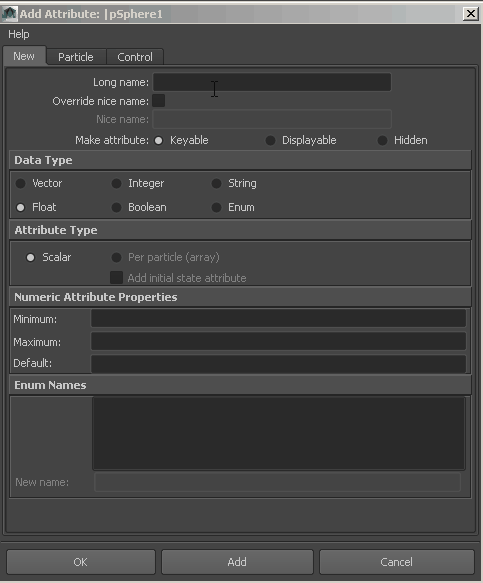 Add Attribute: |pSphere1
Help
New Particle Control
Long name:
Override nice name:
Nice name:
Make attribute: Keyable Displayable Hidden
Data Type
Vector Integer String
Float Boolean Enum
Attribute Type
Scalar Per particle (array)
Add initial state attribute
Numeric Attribute Properties
Minimum:
Maximum:
Default:
Enum Names
New name:
OK Add Cancel